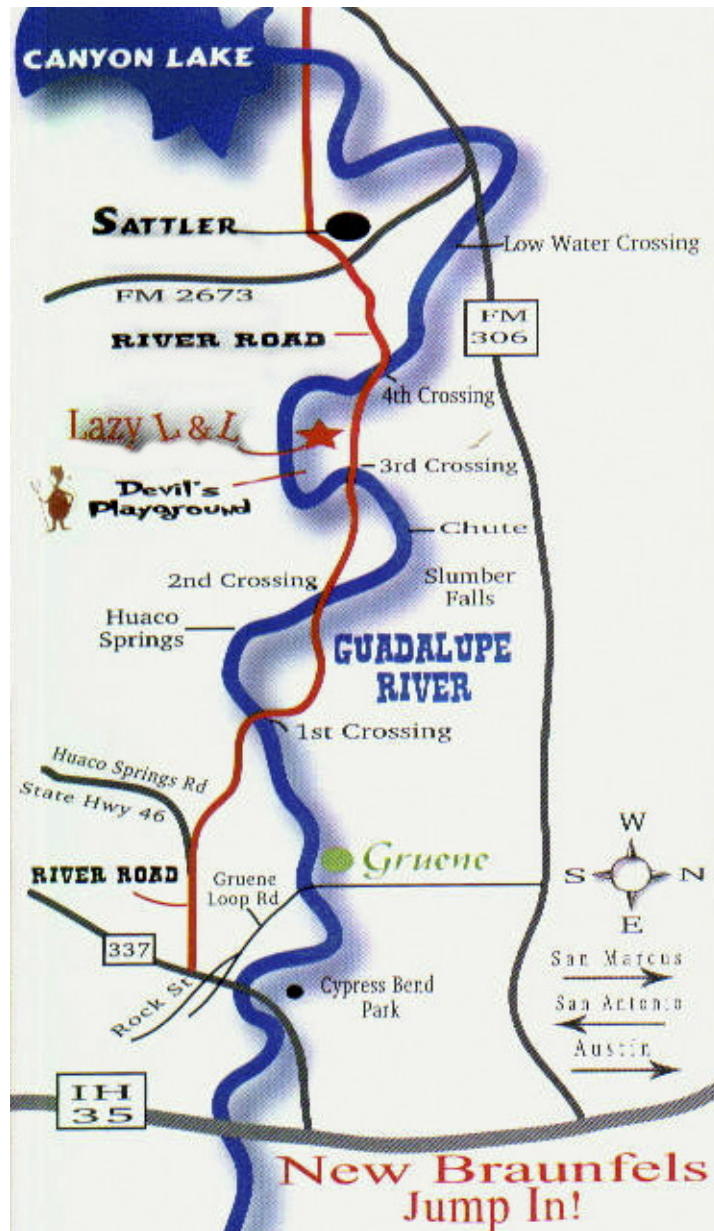 CANYON LAKE
SATTLER
Low Water Crossing
FM 2673
FM
306
RIVER ROAD
4th Crossing
Lazy L & L
3rd Crossing
Devil's
Playground
Chute
2nd Crossing
Slumber
Falls
Huaco
Springs
GUADALUPE
RIVER
1st Crossing
Huaco Springs Rd
State Hwy 46
W
Gruene
RIVER ROAD
Gruene
Loop Rd
S N
E
337
San Marcus
Rock St
Cypress Bend
Park
San Antonio
Austin
IH
35
New Braunfels
Jump In!